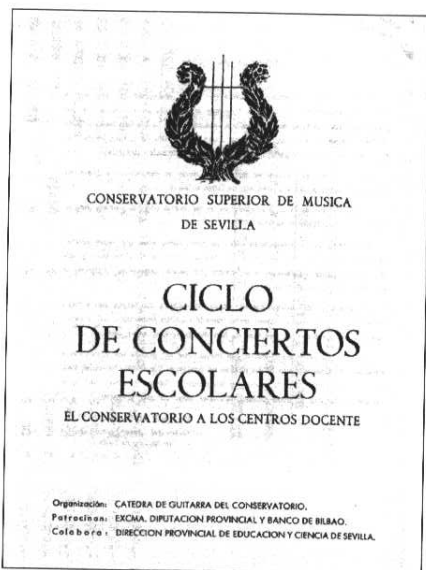 CONSERVATORIO SUPERIOR DE MUSICA
DE SEVILLA
CICLO
DE CONCIERTOS
ESCOLARES
EL CONSERVATORIO A LOS CENTROS DOCENTE
Organización: CATEDRA DE GUITARRA DEL CONSERVATORIO.
Patrocinan: EXCMA. DIPUTACION PROVINCIAL Y BANCO DE BILBAO.
Colabora: DIRECCION PROVINCIAL DE EDUCACION Y CIENCIA DE SEVILLA.